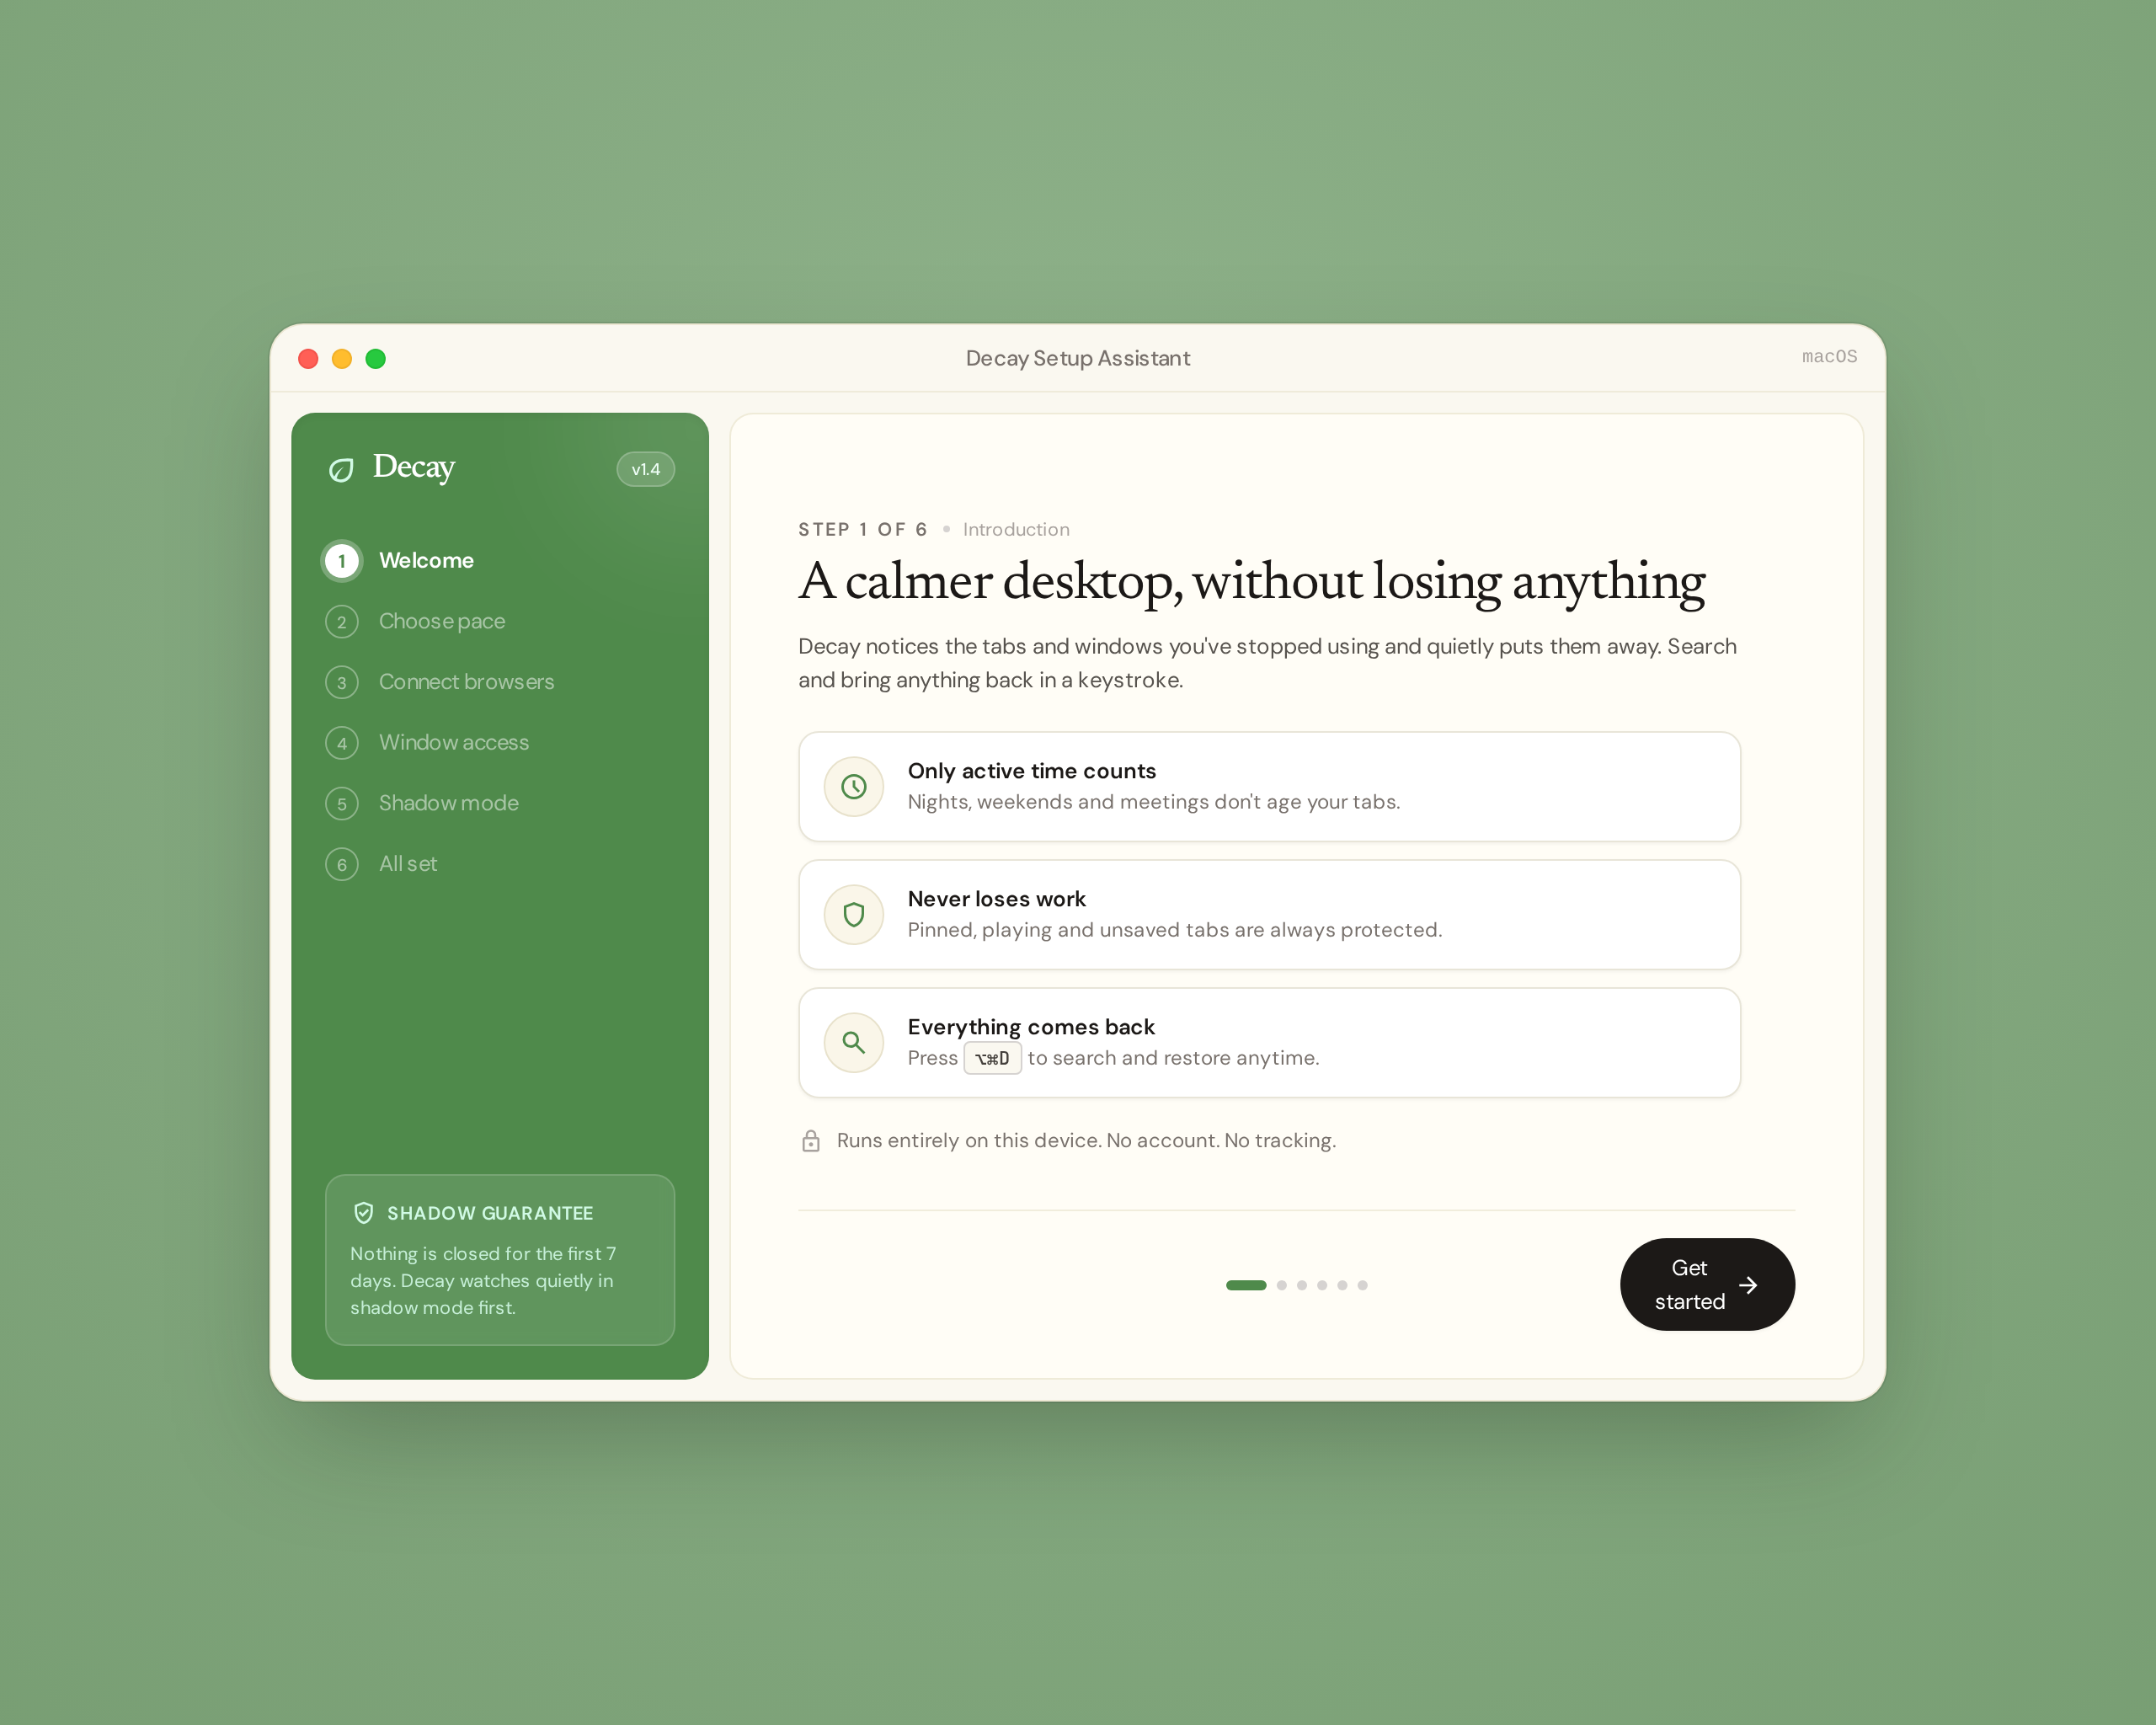 Decay Setup Assistant
macOS
Decay
v1.4
1 Welcome
2 Choose pace
3 Connect browsers
4 Window access
5 Shadow mode
6 All set
SHADOW GUARANTEE
Nothing is closed for the first 7
days. Decay watches quietly in
shadow mode first.
STEP 1 OF 6 • Introduction
A calmer desktop, without losing anything
Decay notices the tabs and windows you've stopped using and quietly puts them away. Search
and bring anything back in a keystroke.
Only active time counts
Nights, weekends and meetings don't age your tabs.
Never loses work
Pinned, playing and unsaved tabs are always protected.
Everything comes back
Press ⌥⌘D to search and restore anytime.
Runs entirely on this device. No account. No tracking.
Get
started →